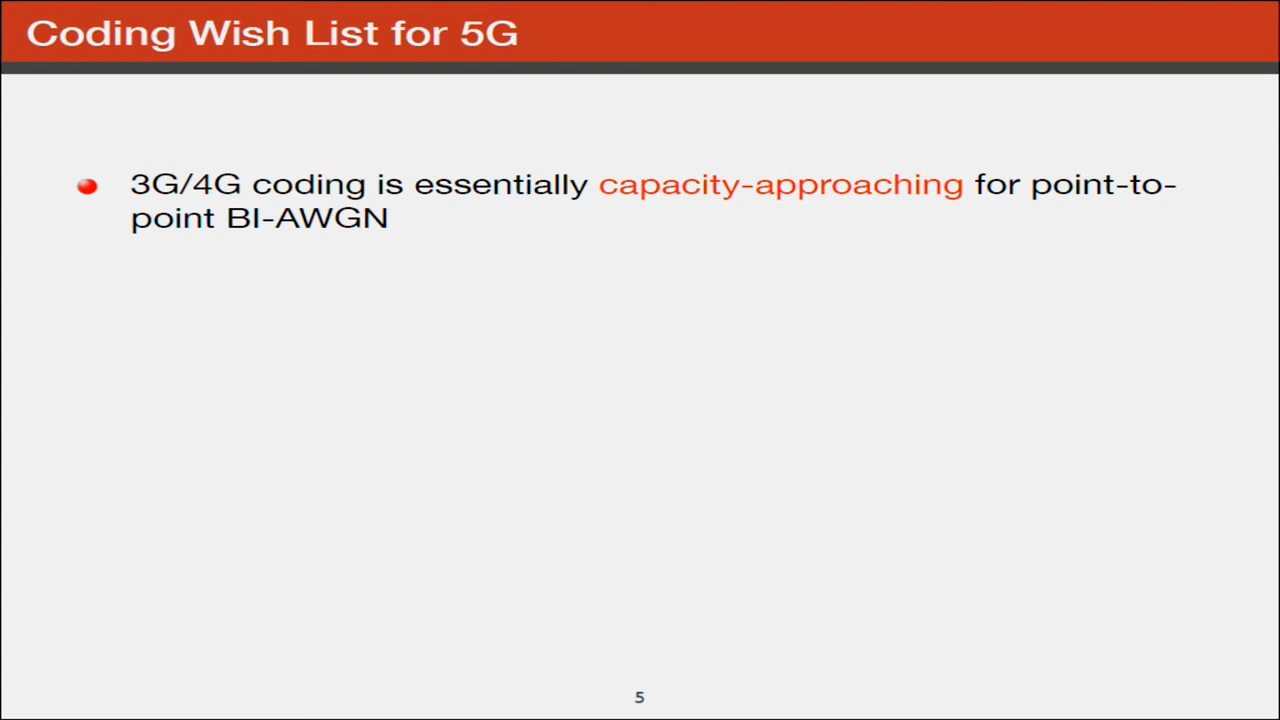 Coding Wish List for 5G
3G/4G coding is essentially capacity-approaching for point-to-
point BI-AWGN
5